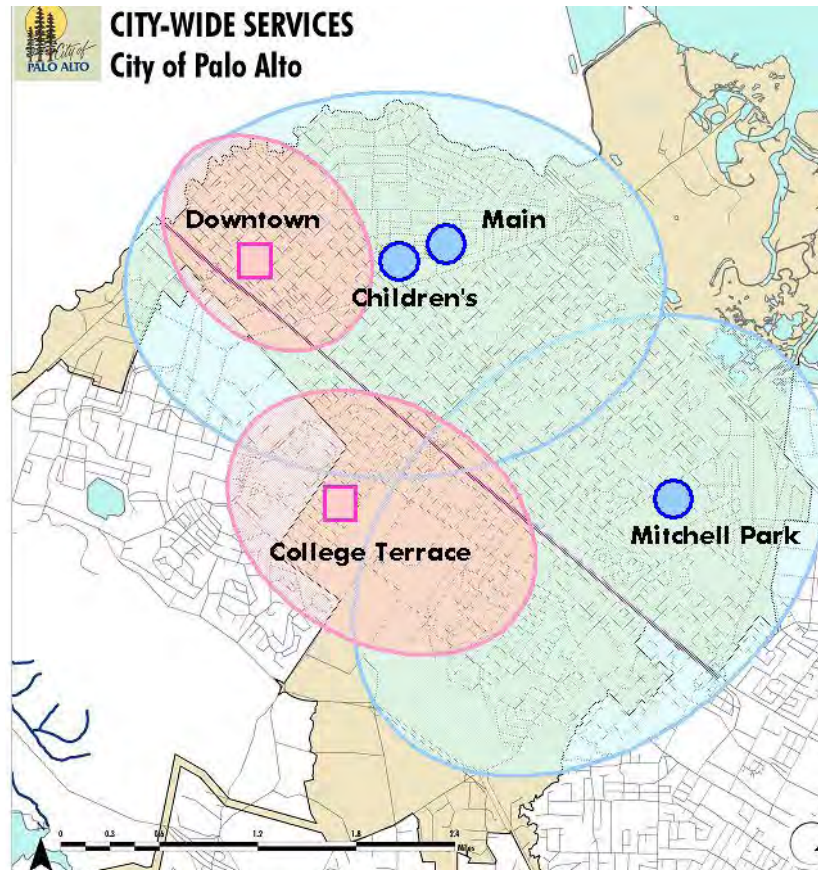 CITY-WIDE SERVICES
City of Palo Alto
City of
PALO ALTO
Downtown
Main
Children's
College Terrace
Mitchell Park
0 0.3 0.6 1.2 1.8 2.4
Miles